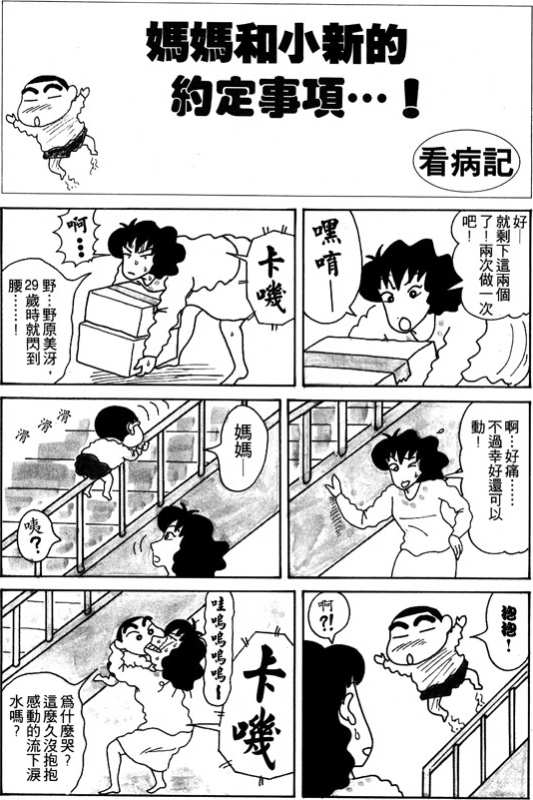 媽媽和小新的
約定事項…！
看病記
好—
就剩下這兩個
了！兩次做一次
吧！
嘿唷——
卡嘰
啊…
野…野原美冴，
29歲時就閃到
腰……！
啊…好痛……
不過幸好還可以
動！
媽媽—
滑
滑
滑
咦？
抱抱！
啊?!
卡嘰
哇嗚嗚嗚嗚—
為什麼哭？
這麼久沒抱抱
感動的流下淚
水嗎？